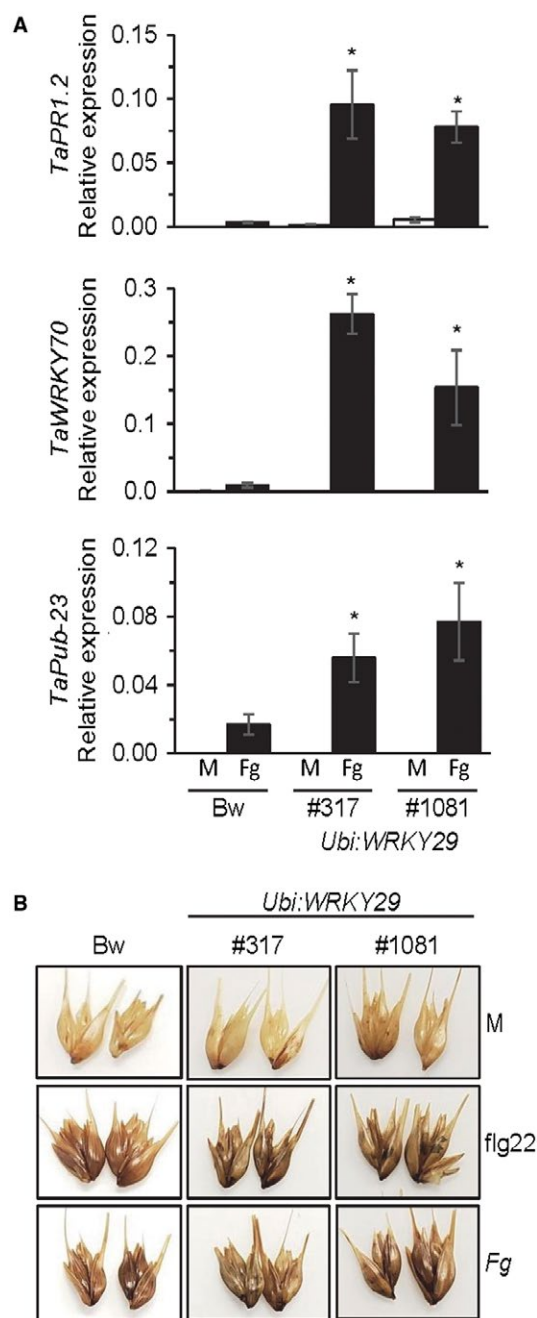 A
TaPR1.2
Relative expression
0.15
0.10
0.05
0.00
*
*
TaWRKY70
Relative expression
0.3
0.2
0.1
0.0
*
*
TaPub-23
Relative expression
0.12
0.08
0.04
0.00
*
*
M Fg M Fg M Fg
Bw #317 #1081
Ubi:WRKY29
B
Ubi:WRKY29
Bw #317 #1081
M
flg22
Fg